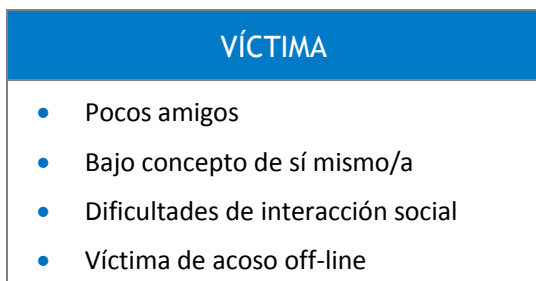 VÍCTIMA
• Pocos amigos
• Bajo concepto de sí mismo/a
• Dificultades de interacción social
• Víctima de acoso off-line